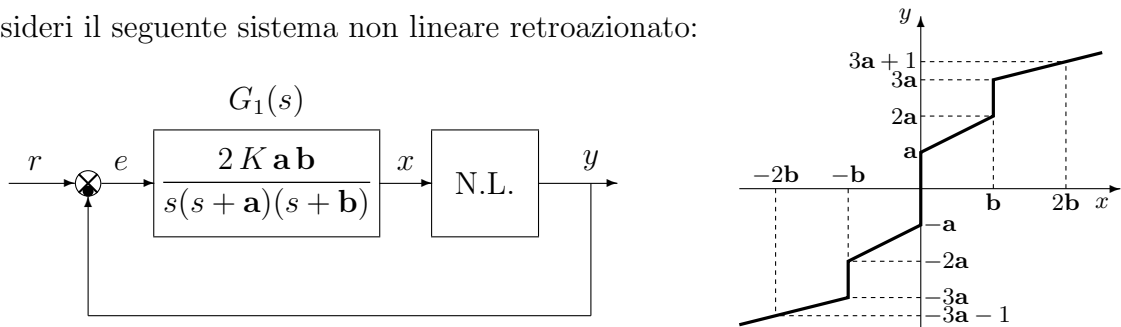 sideri il seguente sistema non lineare retroazionato:
G₁(s)
r
e
2 K a b
s(s + a)(s + b)
x
N.L.
y
y
3a + 1
3a
2a
a
−2b
−b
b
2b
x
−a
−2a
−3a
−3a − 1